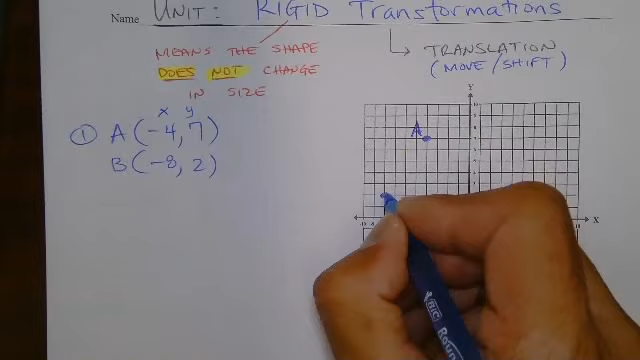 Name UNIT: RIGID Transformations
MEANS THE SHAPE
DOES NOT CHANGE
IN SIZE
TRANSLATION
(MOVE/SHIFT)
x y
① A(-4,7)
B(-8,2)
Y
A
X
BIC Roun